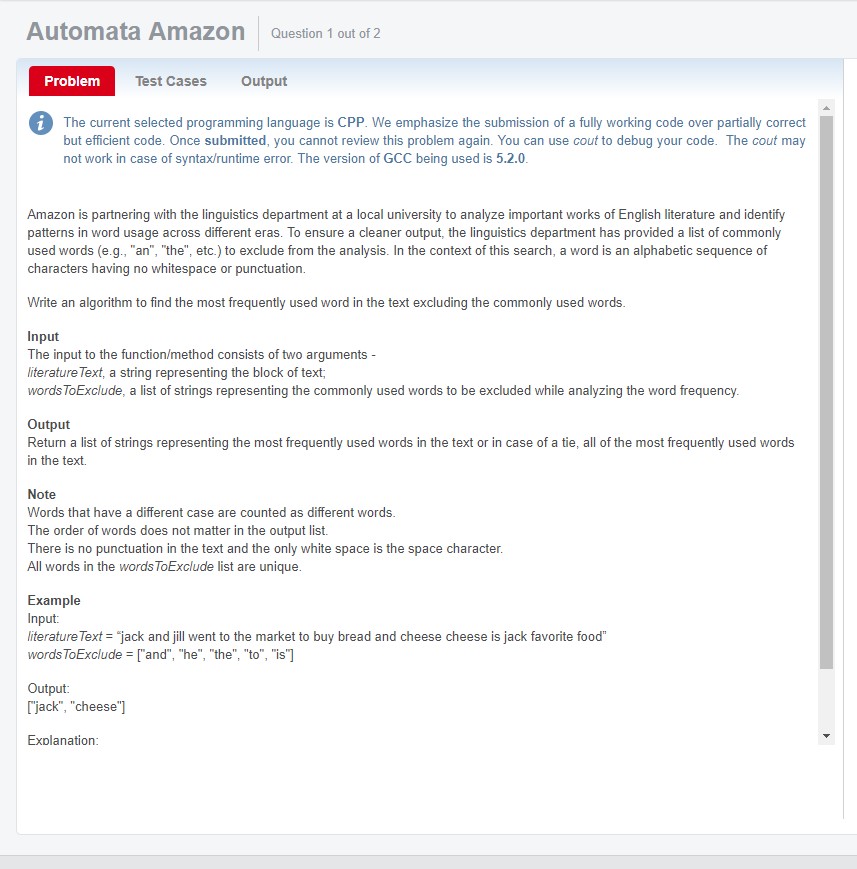 Automata Amazon
Question 1 out of 2
Problem
Test Cases
Output
i
The current selected programming language is CPP. We emphasize the submission of a fully working code over partially correct
but efficient code. Once submitted, you cannot review this problem again. You can use cout to debug your code. The cout may
not work in case of syntax/runtime error. The version of GCC being used is 5.2.0.
Amazon is partnering with the linguistics department at a local university to analyze important works of English literature and identify
patterns in word usage across different eras. To ensure a cleaner output, the linguistics department has provided a list of commonly
used words (e.g., "an", "the", etc.) to exclude from the analysis. In the context of this search, a word is an alphabetic sequence of
characters having no whitespace or punctuation.
Write an algorithm to find the most frequently used word in the text excluding the commonly used words.
Input
The input to the function/method consists of two arguments -
literatureText, a string representing the block of text;
wordsToExclude, a list of strings representing the commonly used words to be excluded while analyzing the word frequency.
Output
Return a list of strings representing the most frequently used words in the text or in case of a tie, all of the most frequently used words
in the text.
Note
Words that have a different case are counted as different words.
The order of words does not matter in the output list.
There is no punctuation in the text and the only white space is the space character.
All words in the wordsToExclude list are unique.
Example
Input:
literatureText = “jack and jill went to the market to buy bread and cheese cheese is jack favorite food”
wordsToExclude = ["and", "he", "the", "to", "is"]
Output:
["jack", "cheese"]
Explanation: